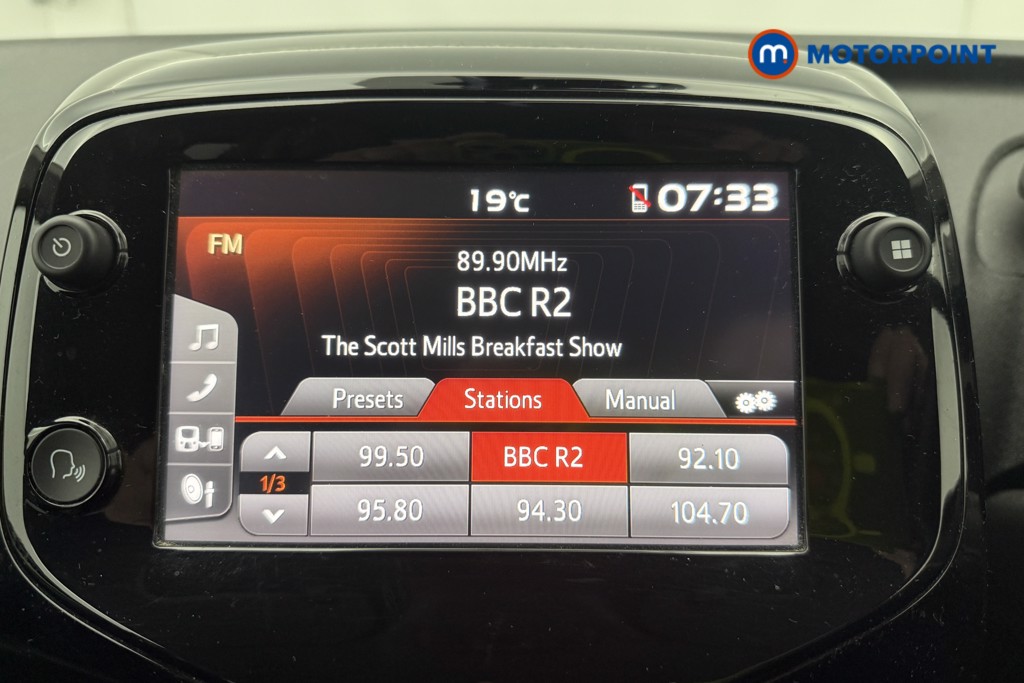 m MOTORPOINT
19°C 07:33
FM
89.90MHz
BBC R2
The Scott Mills Breakfast Show
Presets Stations Manual
99.50 BBC R2 92.10
1/3
95.80 94.30 104.70